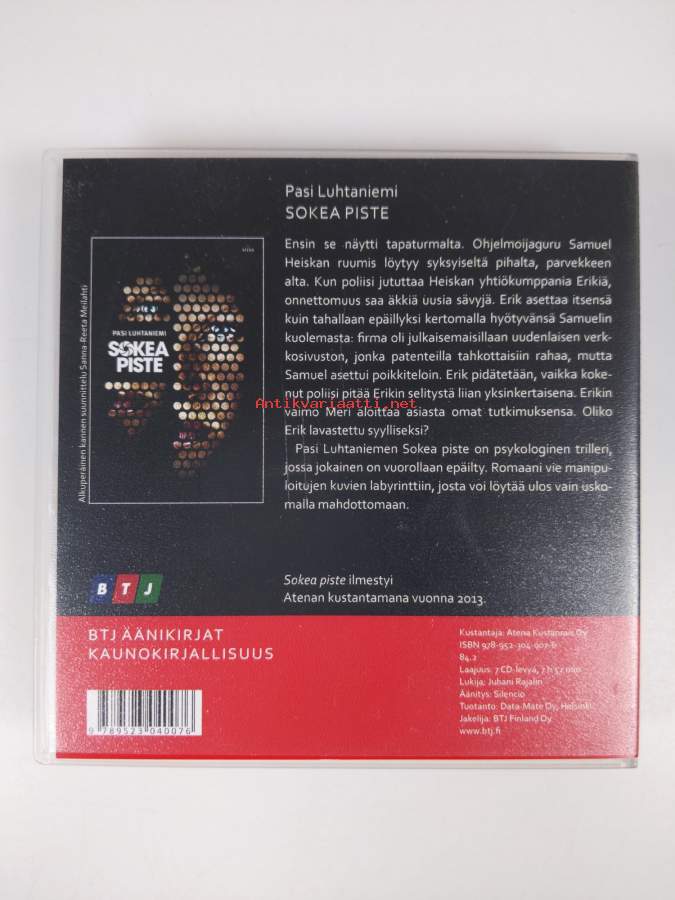 Pasi Luhtaniemi
SOKEA PISTE
Ensin se näytti tapaturmalta. Ohjelmoijaguru Samuel
Heiskan ruumis löytyy syksyiseltä pihalta, parvekkeen
alta. Kun poliisi jututtaa Heiskan yhtiökumppania Erikiä,
onnettomuus saa äkkiä uusia sävyjä. Erik asettaa itsensä
kuin tahallaan epäillyksi kertomalla hyötyvänsä Samuelin
kuolemasta: firma oli julkaisemaisillaan uudenlaisen verk-
kosivuston, jonka patenteilla tahkottaisiin rahaa, mutta
Samuel asettui poikkiteloin. Erik pidätetään, vaikka koke-
nut poliisi pitää Erikin selitystä liian yksinkertaisena. Erikin
vaimo Meri aloittaa asiasta omat tutkimuksensa. Oliko
Erik lavastettu syylliseksi?
Pasi Luhtaniemen Sokea piste on psykologinen trilleri,
jossa jokainen on vuorollaan epäilty. Romaani vie manipu-
loitujen kuvien labyrinttiin, josta voi löytää ulos vain usko-
malla mahdottomaan.
Antikvariaatti.net
PASI LUHTANIEMI
SOKEA
PISTE
Alkuperäinen kannen suunnittelu Sanna-Reeta Meilahti
Sokea piste ilmestyi
Atenan kustantamana vuonna 2013.
BTJ
BTJ ÄÄNIKIRJAT
KAUNOKIRJALLISUUS
9 789523 040076
Kustantaja: Atena Kustannus Oy
ISBN 978-952-304-007-6
84.2
Laajuus: 7 CD-levyä, 7 h 57 min
Lukija: Juhani Rajalin
Äänitys: Silencio
Tuotanto: Data-Mate Oy, Helsinki
Jakelija: BTJ Finland Oy
www.btj.fi